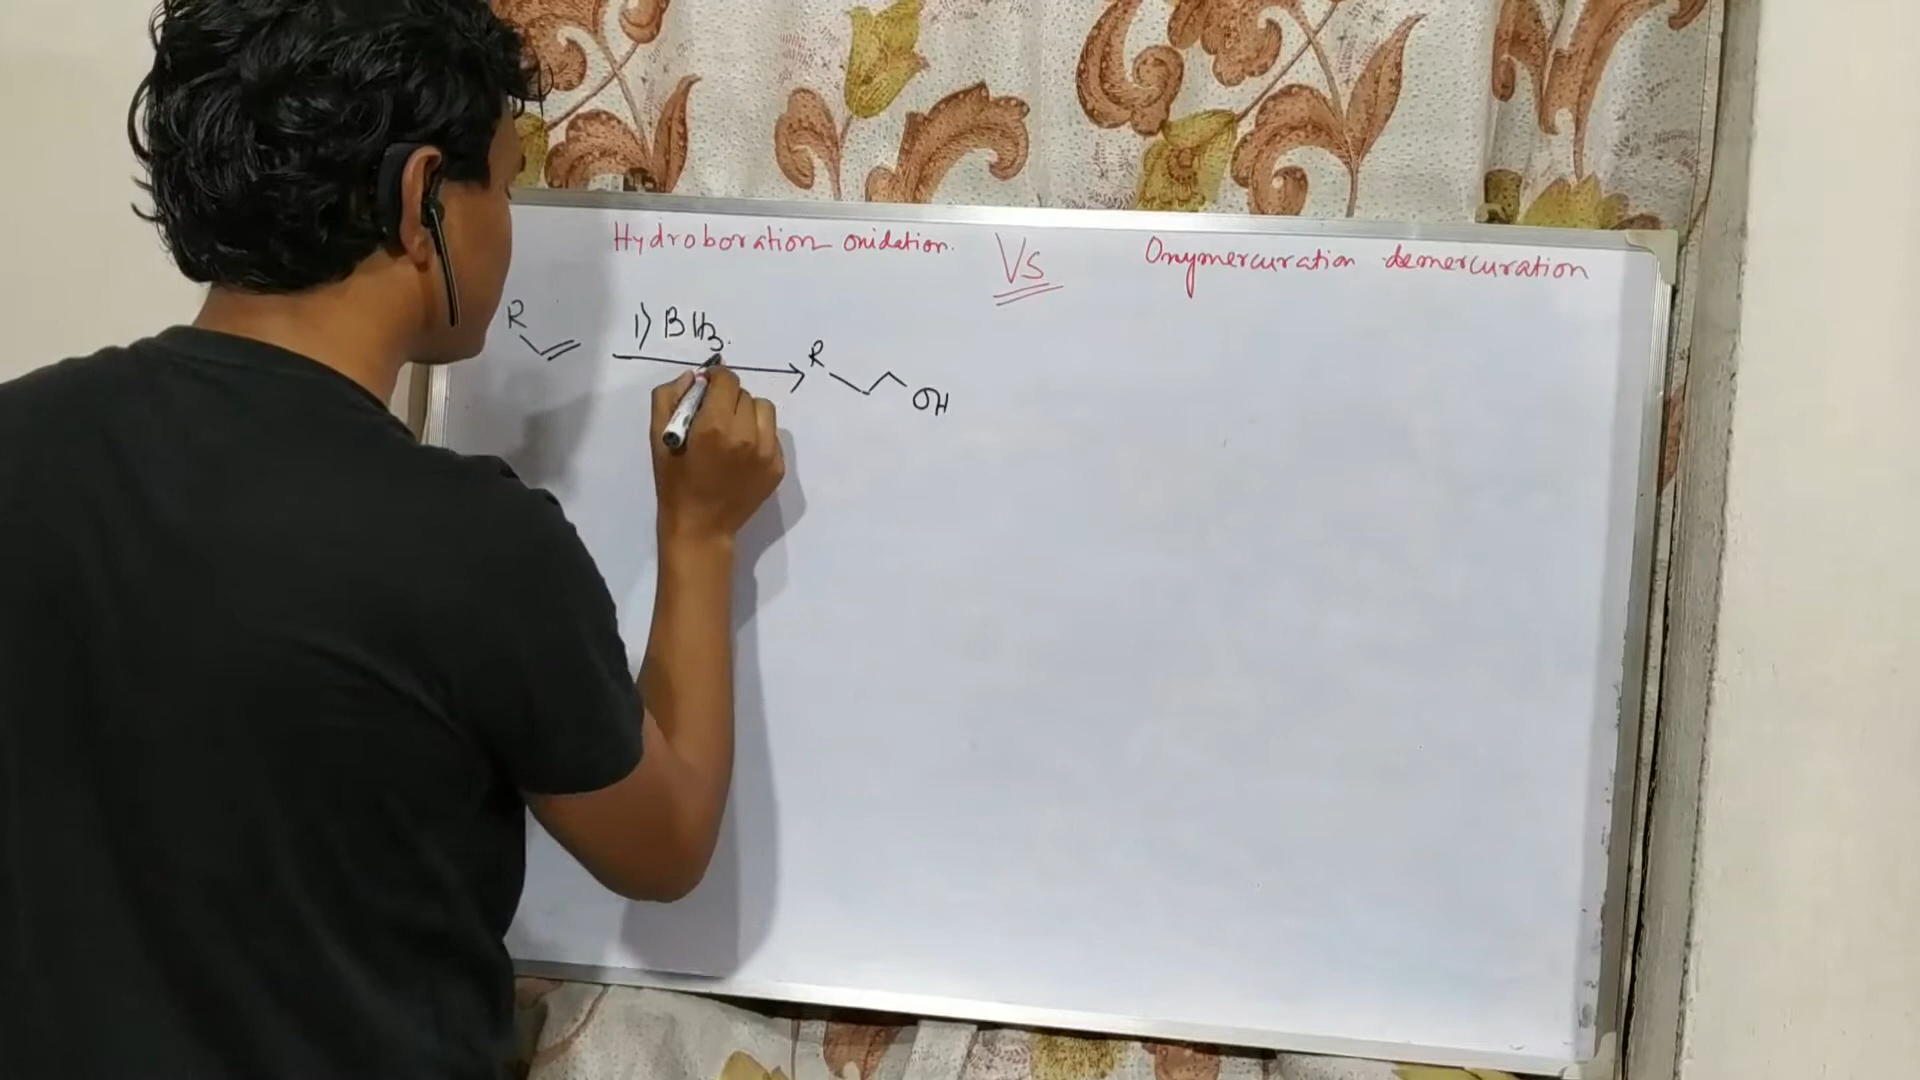 Hydroboration oxidation. Vs Oxymercuration demercuration
R 1) BH3.
R
OH